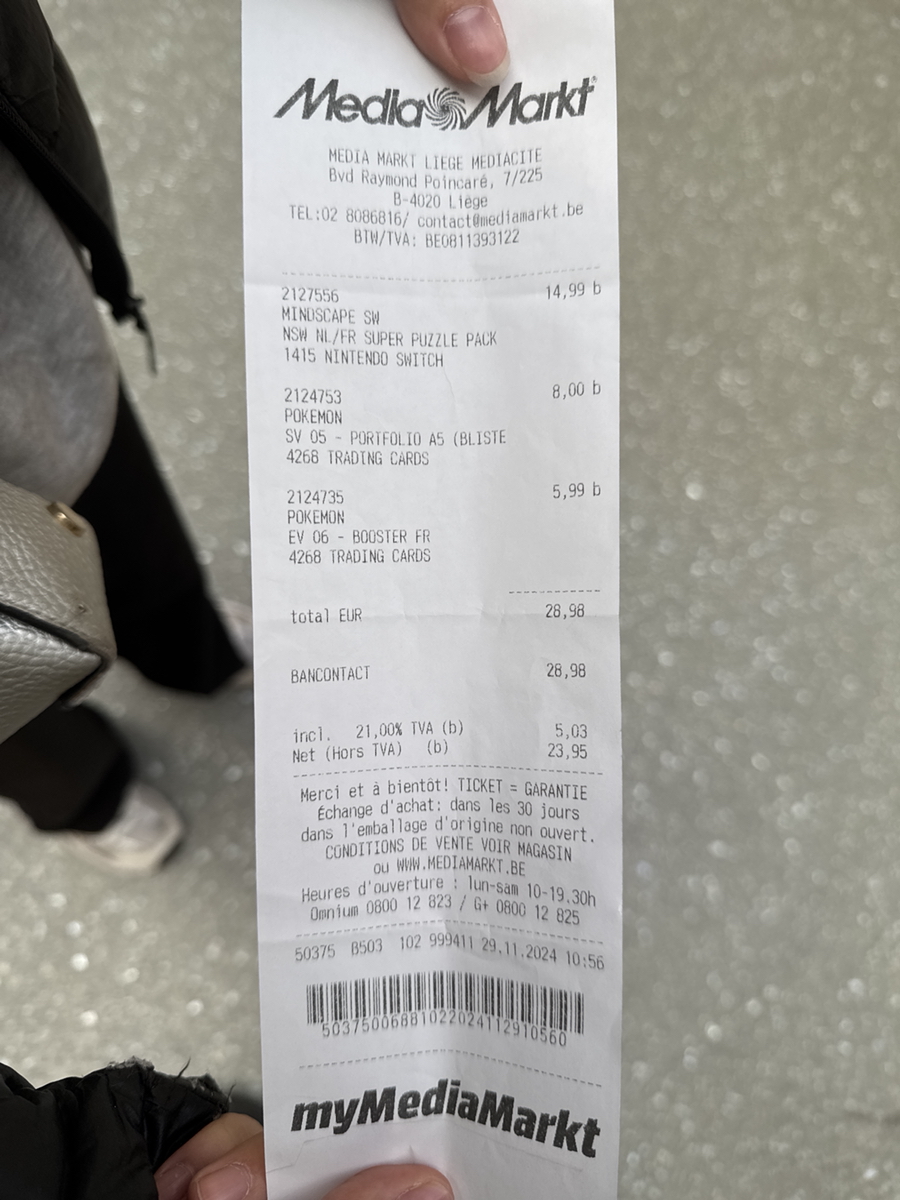 Media Markt
MEDIA MARKT LIEGE MEDIACITE
Bvd Raymond Poincaré, 7/225
B-4020 Liège
TEL:02 8086816/ contact@mediamarkt.be
BTW/TVA: BE0811393122
2127556 14,99 b
MINDSCAPE SW
NSW NL/FR SUPER PUZZLE PACK
1415 NINTENDO SWITCH
2124753 8,00 b
POKEMON
SV 05 - PORTFOLIO A5 (BLISTE
4268 TRADING CARDS
2124735 5,99 b
POKEMON
EV 06 - BOOSTER FR
4268 TRADING CARDS
total EUR 28,98
BANCONTACT 28,98
incl. 21,00% TVA (b) 5,03
Net (Hors TVA) (b) 23,95
Merci et à bientôt! TICKET = GARANTIE
Échange d'achat: dans les 30 jours
dans l'emballage d'origine non ouvert.
CONDITIONS DE VENTE VOIR MAGASIN
ou WWW.MEDIAMARKT.BE
Heures d'ouverture : lun-sam 10-19.30h
Omnium 0800 12 823 / G+ 0800 12 825
50375 B503 102 999411 29.11.2024 10:56
5037500688102202411291​0560
myMediaMarkt